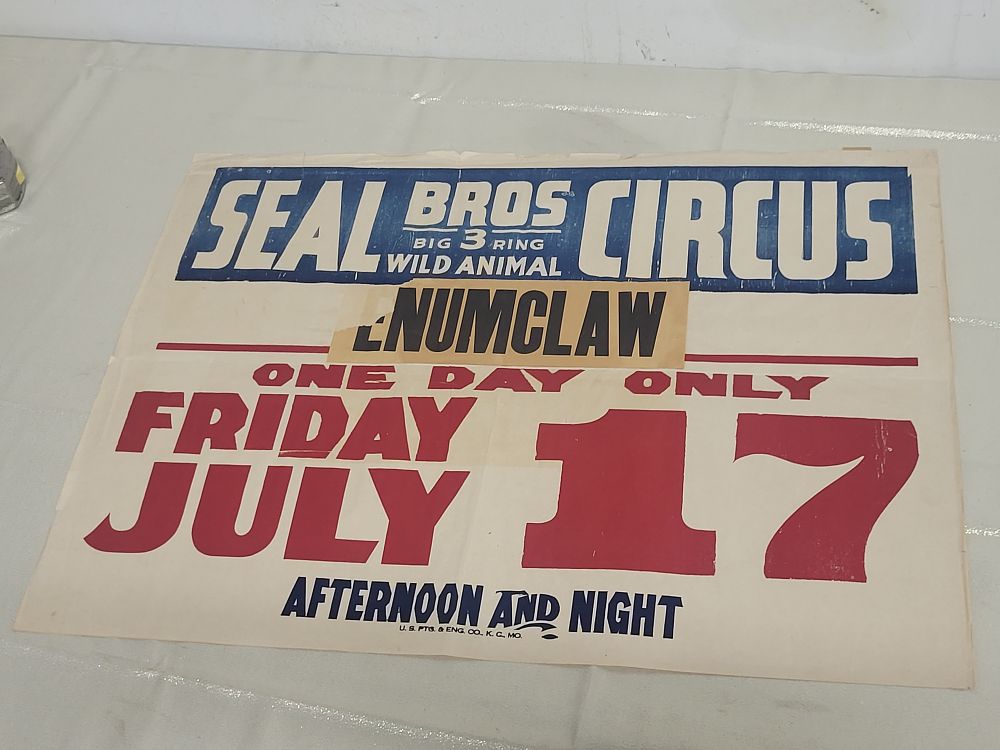 SEAL BROS CIRCUS
BIG 3 RING
WILD ANIMAL
ENUMCLAW
ONE DAY ONLY
FRIDAY
JULY 17
AFTERNOON AND NIGHT
U. S. PTG. & ENG. CO., K. C., MO.